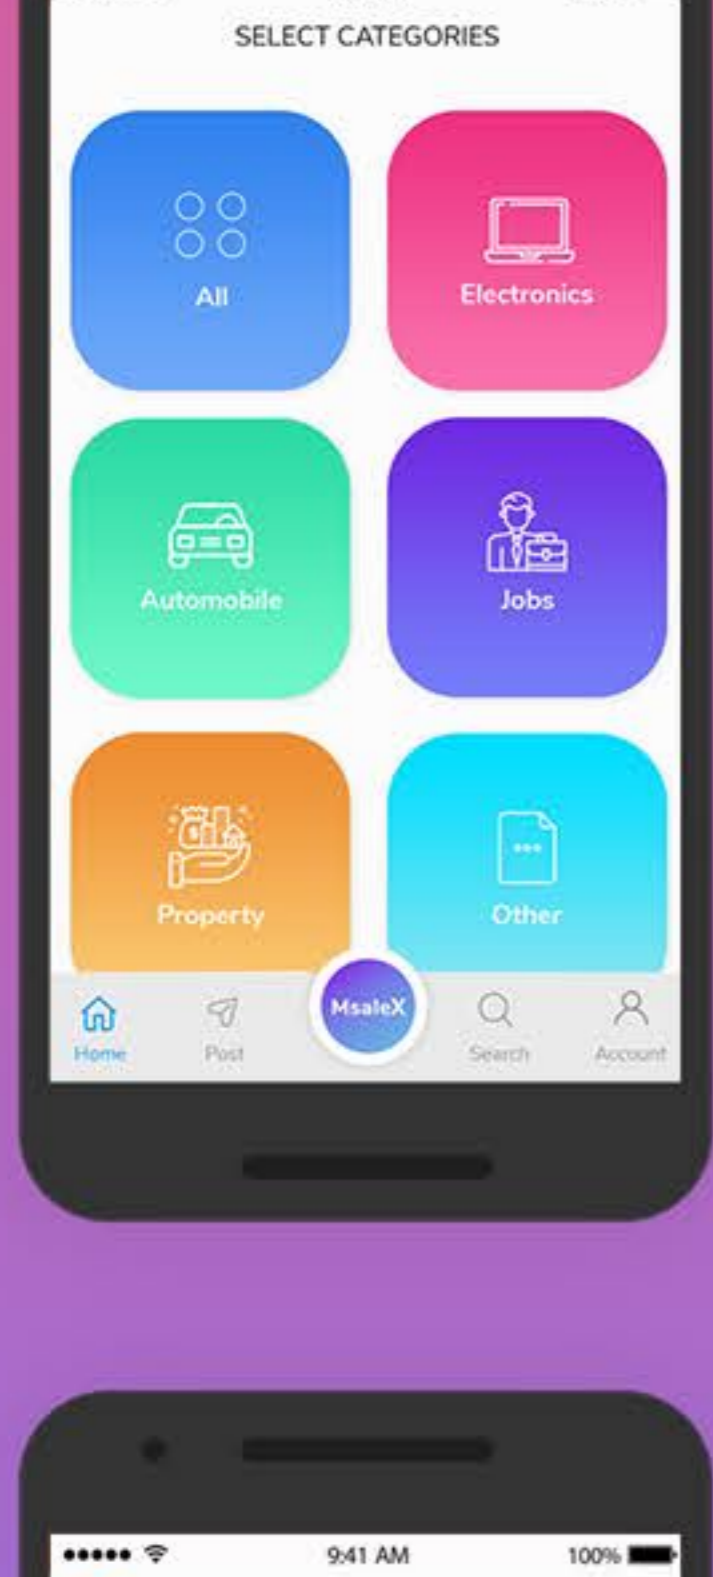 SELECT CATEGORIES
All
Electronics
Automobile
Jobs
Property
Other
MsaleX
Home
Post
Search
Account
9:41 AM
100%